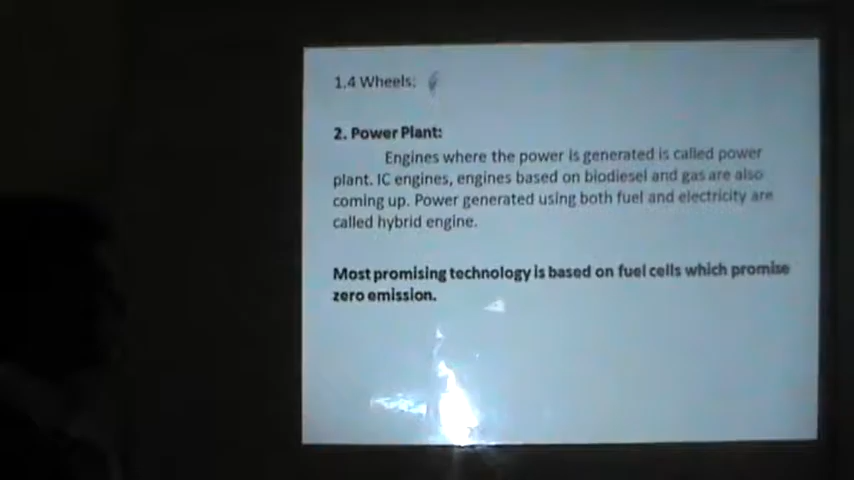 1.4 Wheels:
2. Power Plant:
Engines where the power is generated is called power
plant. IC engines, engines based on biodiesel and gas are also
coming up. Power generated using both fuel and electricity are
called hybrid engine.
Most promising technology is based on fuel cells which promise
zero emission.